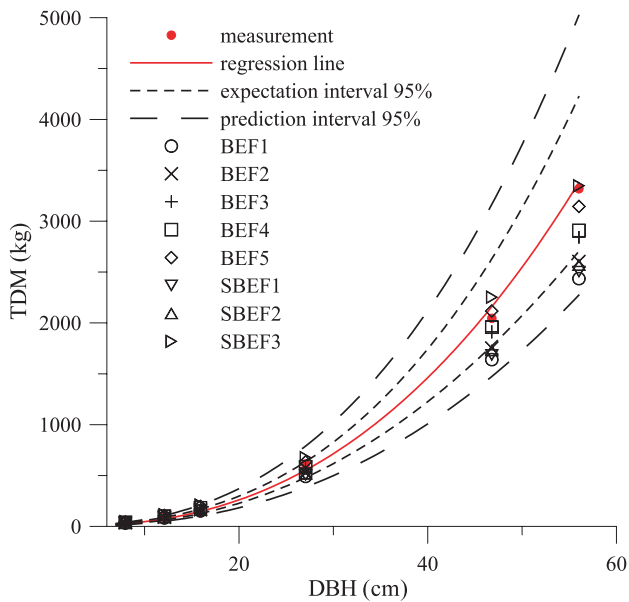 5000
4000
3000
2000
1000
0
TDM (kg)
measurement
regression line
expectation interval 95%
prediction interval 95%
BEF1
BEF2
BEF3
BEF4
BEF5
SBEF1
SBEF2
SBEF3
20
40
60
DBH (cm)